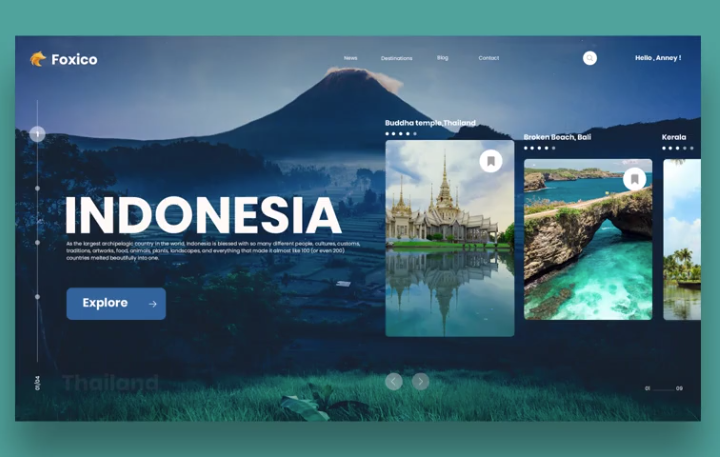 Foxico
News
Destinations
Blog
Contact
Hello , Anney !
Buddha temple,Thailand
Broken Beach, Bali
Kerala
1
INDONESIA
As the largest archipelagic country in the world, Indonesia is blessed with so many different people, cultures, customs,
traditions, artworks, food, animals, plants, landscapes, and everything that made it almost like 100 (or even 200)
countries melted beautifully into one.
Explore
01/04
Thailand
01
08